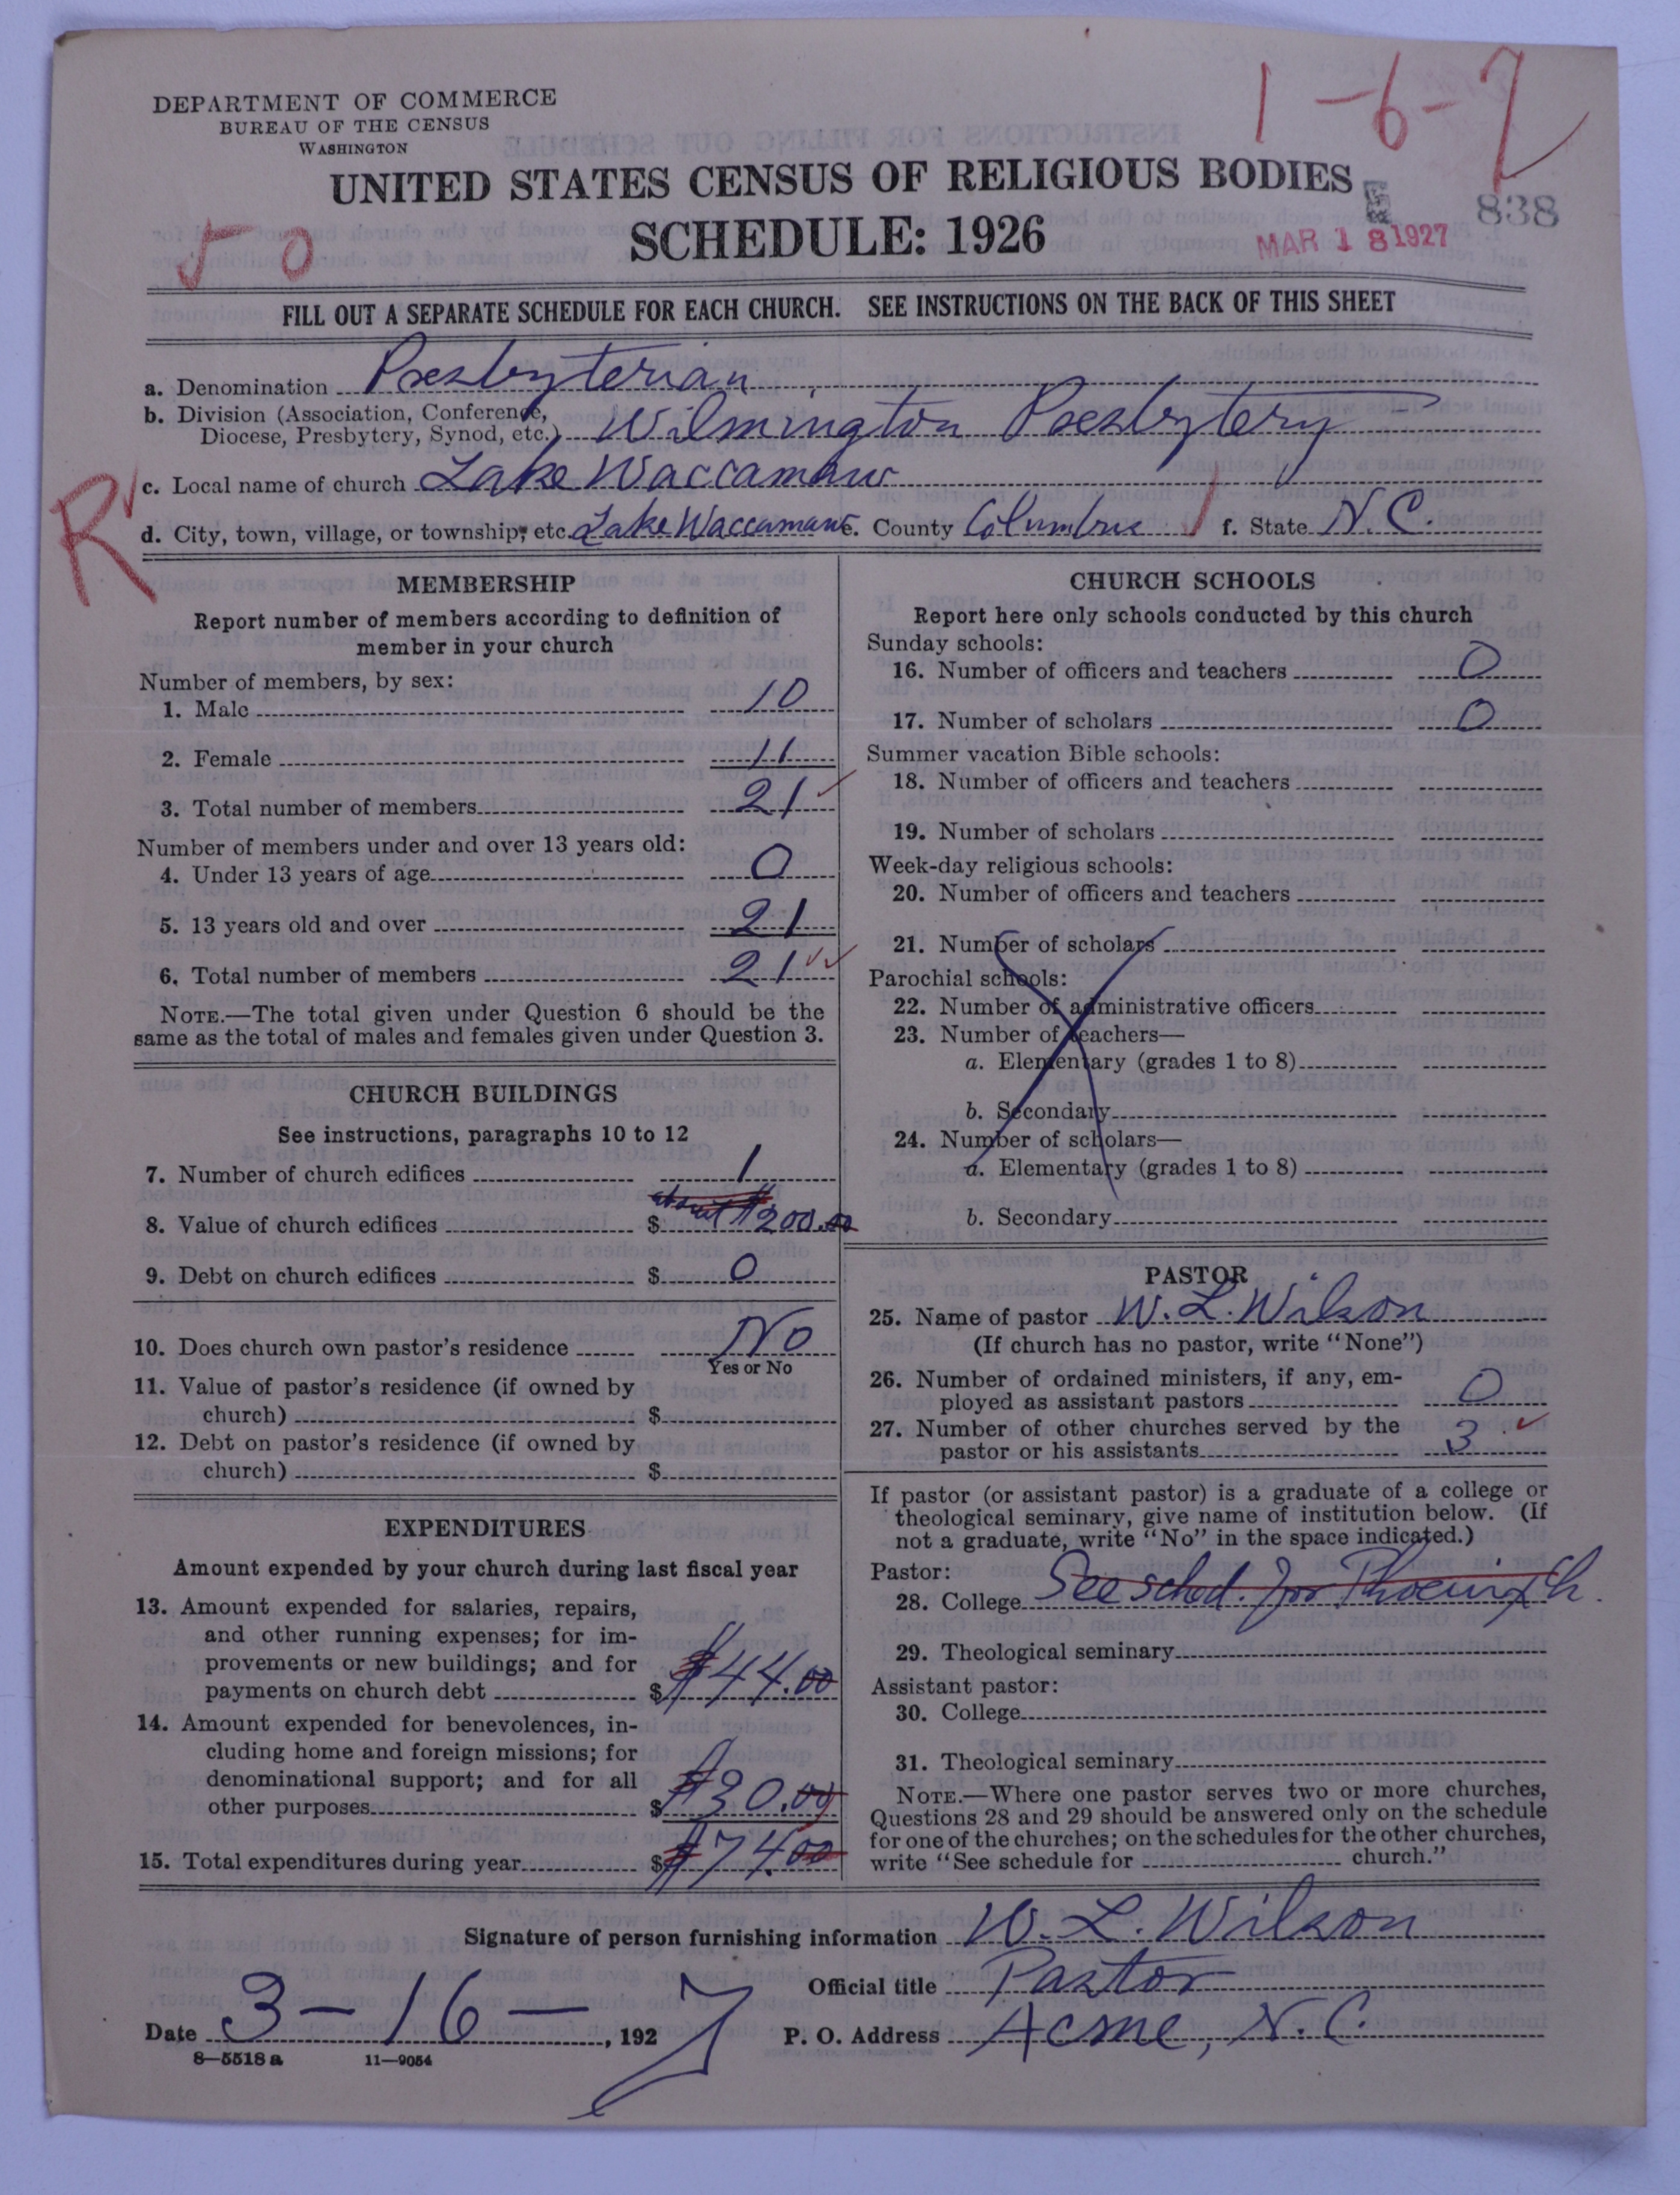 DEPARTMENT OF COMMERCE
BUREAU OF THE CENSUS
WASHINGTON
1-6-2
UNITED STATES CENSUS OF RELIGIOUS BODIES
838
SCHEDULE: 1926
MAR 18 1927
50
FILL OUT A SEPARATE SCHEDULE FOR EACH CHURCH. SEE INSTRUCTIONS ON THE BACK OF THIS SHEET
a. Denomination Presbyterian
b. Division (Association, Conference,
Diocese, Presbytery, Synod, etc.) Wilmington Presbytery
R
c. Local name of church Lake Waccamaw
d. City, town, village, or township, etc. Lake Waccamaw e. County Columbus f. State N.C.
MEMBERSHIP
Report number of members according to definition of
member in your church
Number of members, by sex:
1. Male 10
2. Female 11
3. Total number of members 21
Number of members under and over 13 years old:
4. Under 13 years of age 0
5. 13 years old and over 21
6. Total number of members 21
NOTE.—The total given under Question 6 should be the
same as the total of males and females given under Question 3.
CHURCH BUILDINGS
See instructions, paragraphs 10 to 12
7. Number of church edifices 1
8. Value of church edifices $ about $200.00
9. Debt on church edifices $ 0
10. Does church own pastor's residence No
Yes or No
11. Value of pastor's residence (if owned by
church) $
12. Debt on pastor's residence (if owned by
church) $
EXPENDITURES
Amount expended by your church during last fiscal year
13. Amount expended for salaries, repairs,
and other running expenses; for im-
provements or new buildings; and for
payments on church debt $ $44.00
14. Amount expended for benevolences, in-
cluding home and foreign missions; for
denominational support; and for all
other purposes $ $30.00
15. Total expenditures during year $ $74.00
CHURCH SCHOOLS
Report here only schools conducted by this church
Sunday schools:
16. Number of officers and teachers 0
17. Number of scholars 0
Summer vacation Bible schools:
18. Number of officers and teachers
19. Number of scholars
Week-day religious schools:
20. Number of officers and teachers
21. Number of scholars
Parochial schools:
22. Number of administrative officers
23. Number of teachers—
a. Elementary (grades 1 to 8)
b. Secondary
24. Number of scholars—
a. Elementary (grades 1 to 8)
b. Secondary
PASTOR
25. Name of pastor W. L. Wilson
(If church has no pastor, write "None")
26. Number of ordained ministers, if any, em-
ployed as assistant pastors 0
27. Number of other churches served by the
pastor or his assistants 3
If pastor (or assistant pastor) is a graduate of a college or
theological seminary, give name of institution below. (If
not a graduate, write "No" in the space indicated.)
Pastor:
28. College See sched. for Phoenix Ch.
29. Theological seminary
Assistant pastor:
30. College
31. Theological seminary
NOTE.—Where one pastor serves two or more churches,
Questions 28 and 29 should be answered only on the schedule
for one of the churches; on the schedules for the other churches,
write "See schedule for church."
Signature of person furnishing information W. L. Wilson
Official title Pastor
Date 3-16-, 1927 P. O. Address Acme, N.C.
8—5518 a 11—9054